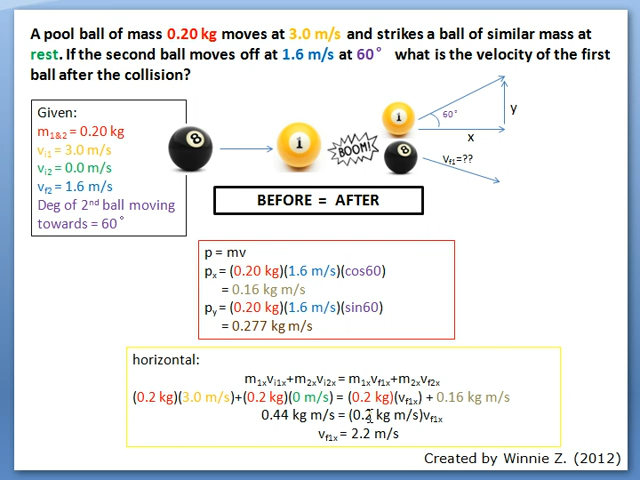 A pool ball of mass 0.20 kg moves at 3.0 m/s and strikes a ball of similar mass at
rest. If the second ball moves off at 1.6 m/s at 60° what is the velocity of the first
ball after the collision?
Given:
m1&2 = 0.20 kg
vi1 = 3.0 m/s
vi2 = 0.0 m/s
vf2 = 1.6 m/s
Deg of 2nd ball moving
towards = 60°
8
1
BOOM!
1
8
60°
x
y
Vf1=??
BEFORE = AFTER
p = mv
px = (0.20 kg)(1.6 m/s)(cos60)
= 0.16 kg m/s
py = (0.20 kg)(1.6 m/s)(sin60)
= 0.277 kg m/s
horizontal:
m1xvi1x+m2xvi2x = m1xvf1x+m2xvf2x
(0.2 kg)(3.0 m/s)+(0.2 kg)(0 m/s) = (0.2 kg)(vf1x) + 0.16 kg m/s
0.44 kg m/s = (0.2 kg m/s)vf1x
vf1x = 2.2 m/s
Created by Winnie Z. (2012)